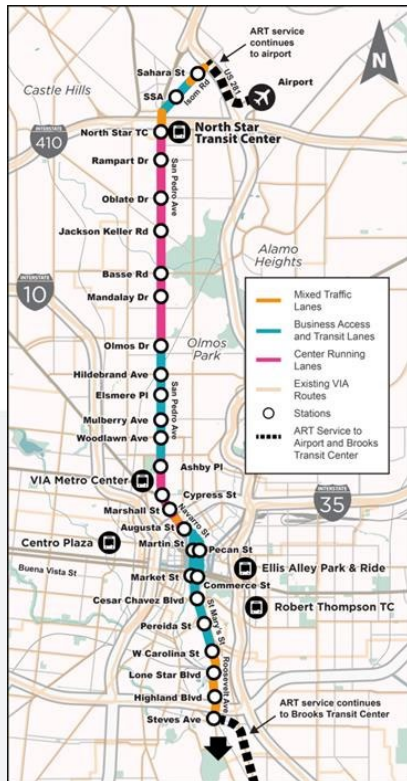 ART service
continues
to airport
N
Castle Hills
Sahara St
SSA
Isom Rd
US 281
Airport
North Star TC
North Star
Transit Center
INTERSTATE
410
Rampart Dr
San Pedro Ave
Oblate Dr
Jackson Keller Rd
Alamo
Heights
Basse Rd
INTERSTATE
10
Mandalay Dr
Olmos Dr
Olmos
Park
Mixed Traffic
Lanes
Business Access
and Transit Lanes
Center Running
Lanes
Existing VIA
Routes
Stations
ART Service to
Airport and Brooks
Transit Center
Hildebrand Ave
San Pedro Ave
Elsmere Pl
Mulberry Ave
Woodlawn Ave
Ashby Pl
VIA Metro Center
Cypress St
INTERSTATE
35
Marshall St
Navarro St
Augusta St
Centro Plaza
Martin St
Pecan St
Buena Vista St
Ellis Alley Park & Ride
Market St
Commerce St
Cesar Chavez Blvd
Robert Thompson TC
St Mary's St
Pereida St
W Carolina St
Lone Star Blvd
Roosevelt Ave
Highland Blvd
ART service continues
to Brooks Transit Center
Steves Ave